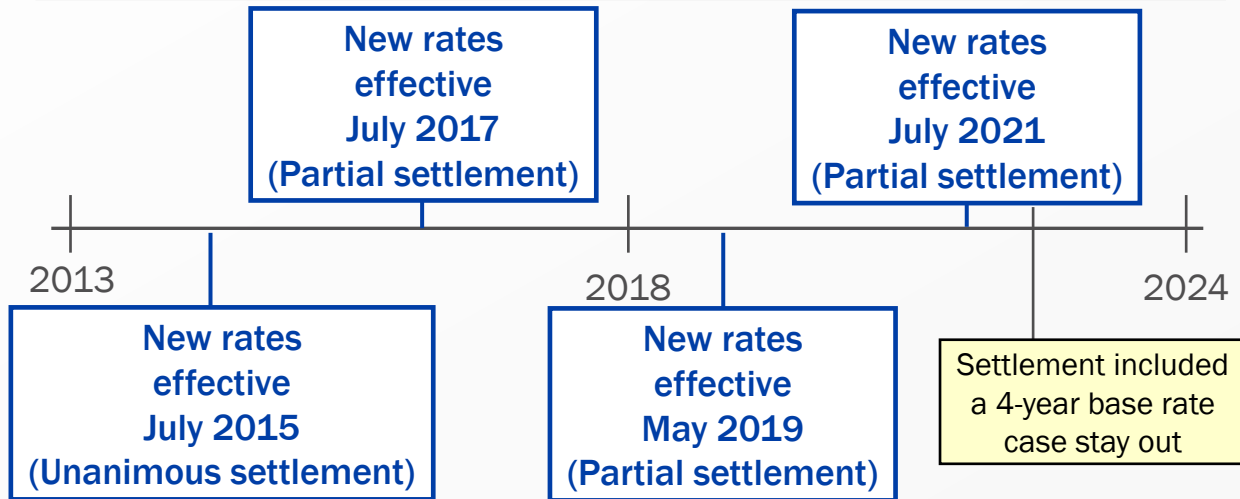 New rates
effective
July 2017
(Partial settlement)
New rates
effective
July 2021
(Partial settlement)
2013
2018
2024
New rates
effective
July 2015
(Unanimous settlement)
New rates
effective
May 2019
(Partial settlement)
Settlement included
a 4-year base rate
case stay out